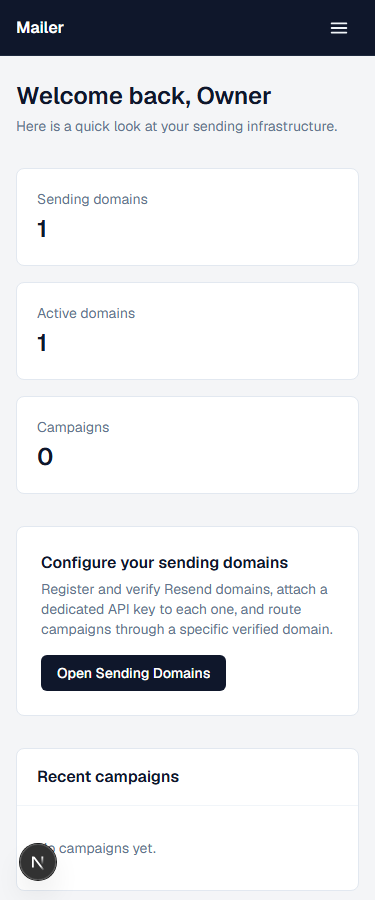 Mailer
Welcome back, Owner
Here is a quick look at your sending infrastructure.
Sending domains
1
Active domains
1
Campaigns
0
Configure your sending domains
Register and verify Resend domains, attach a
dedicated API key to each one, and route
campaigns through a specific verified domain.
Open Sending Domains
Recent campaigns
campaigns yet.
N